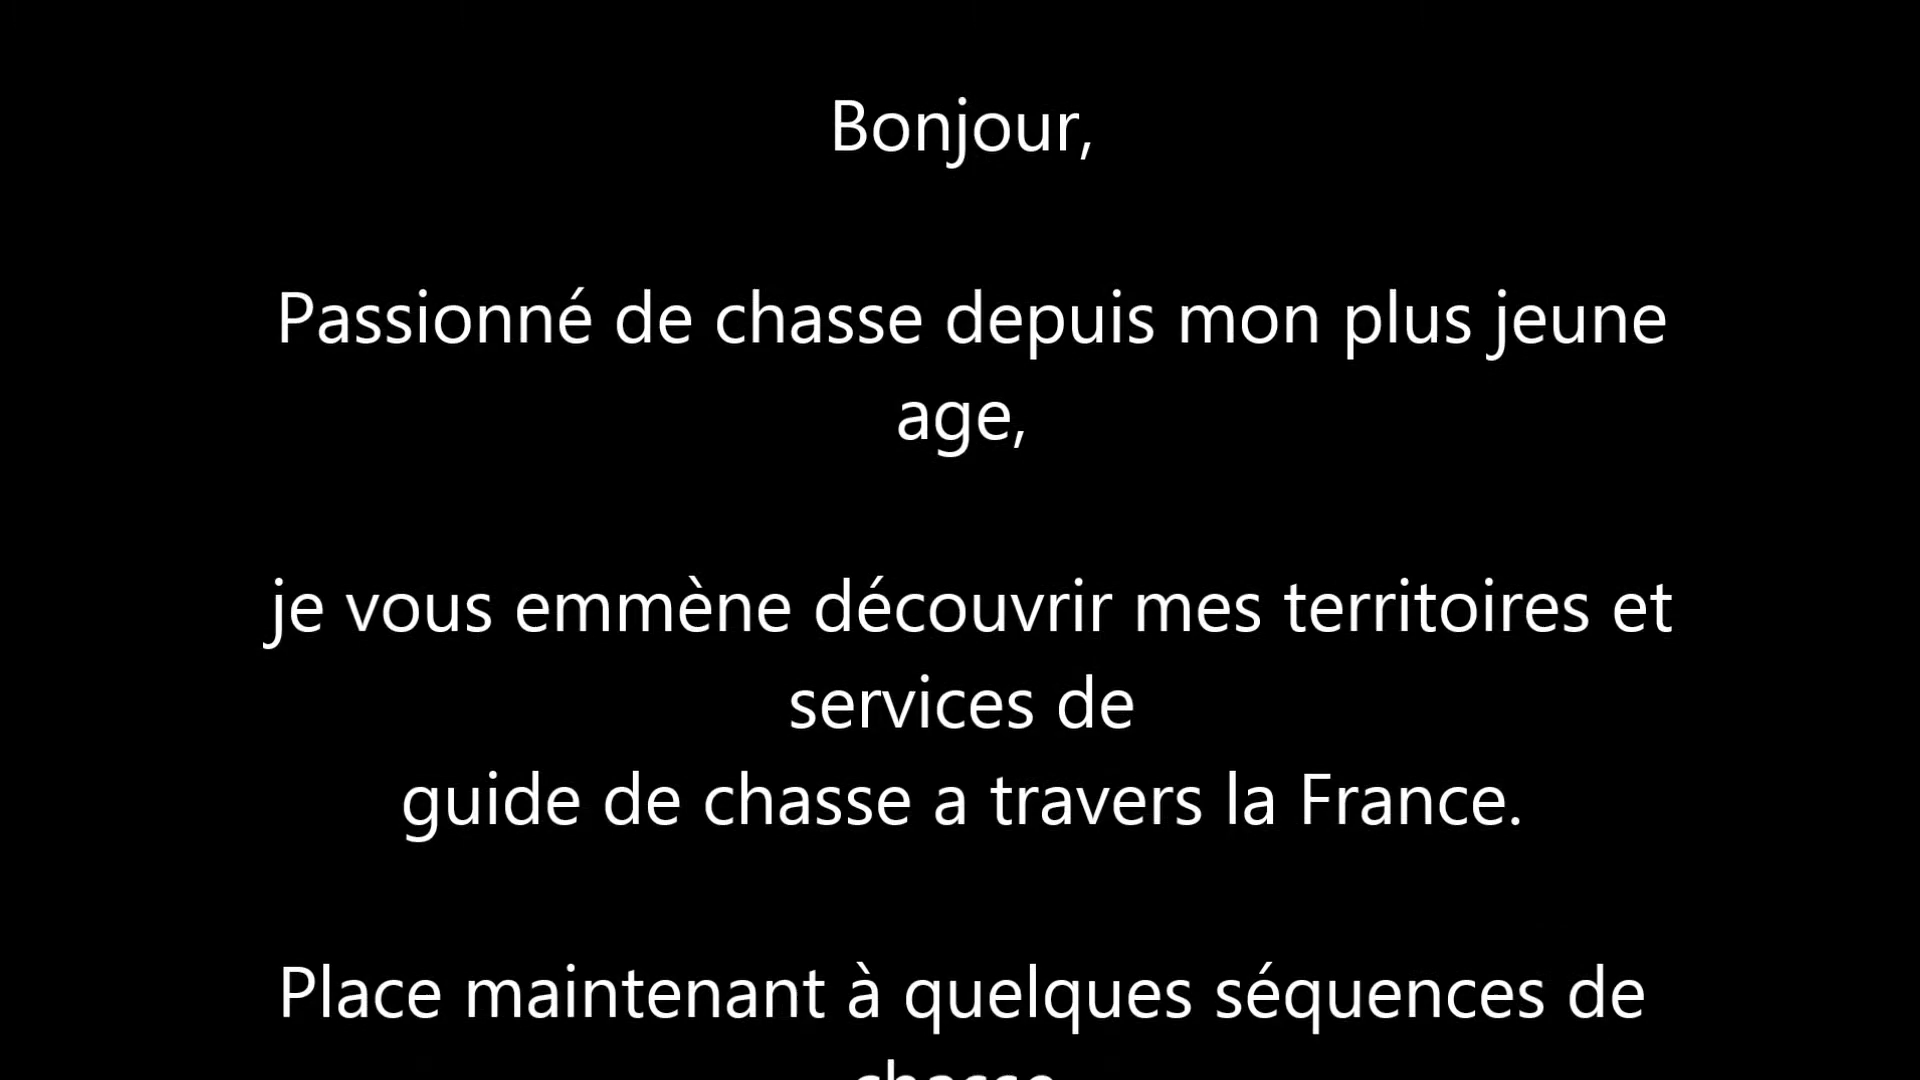 Bonjour,
Passionné de chasse depuis mon plus jeune
age,
je vous emmène découvrir mes territoires et
services de
guide de chasse a travers la France.
Place maintenant à quelques séquences de
chasse